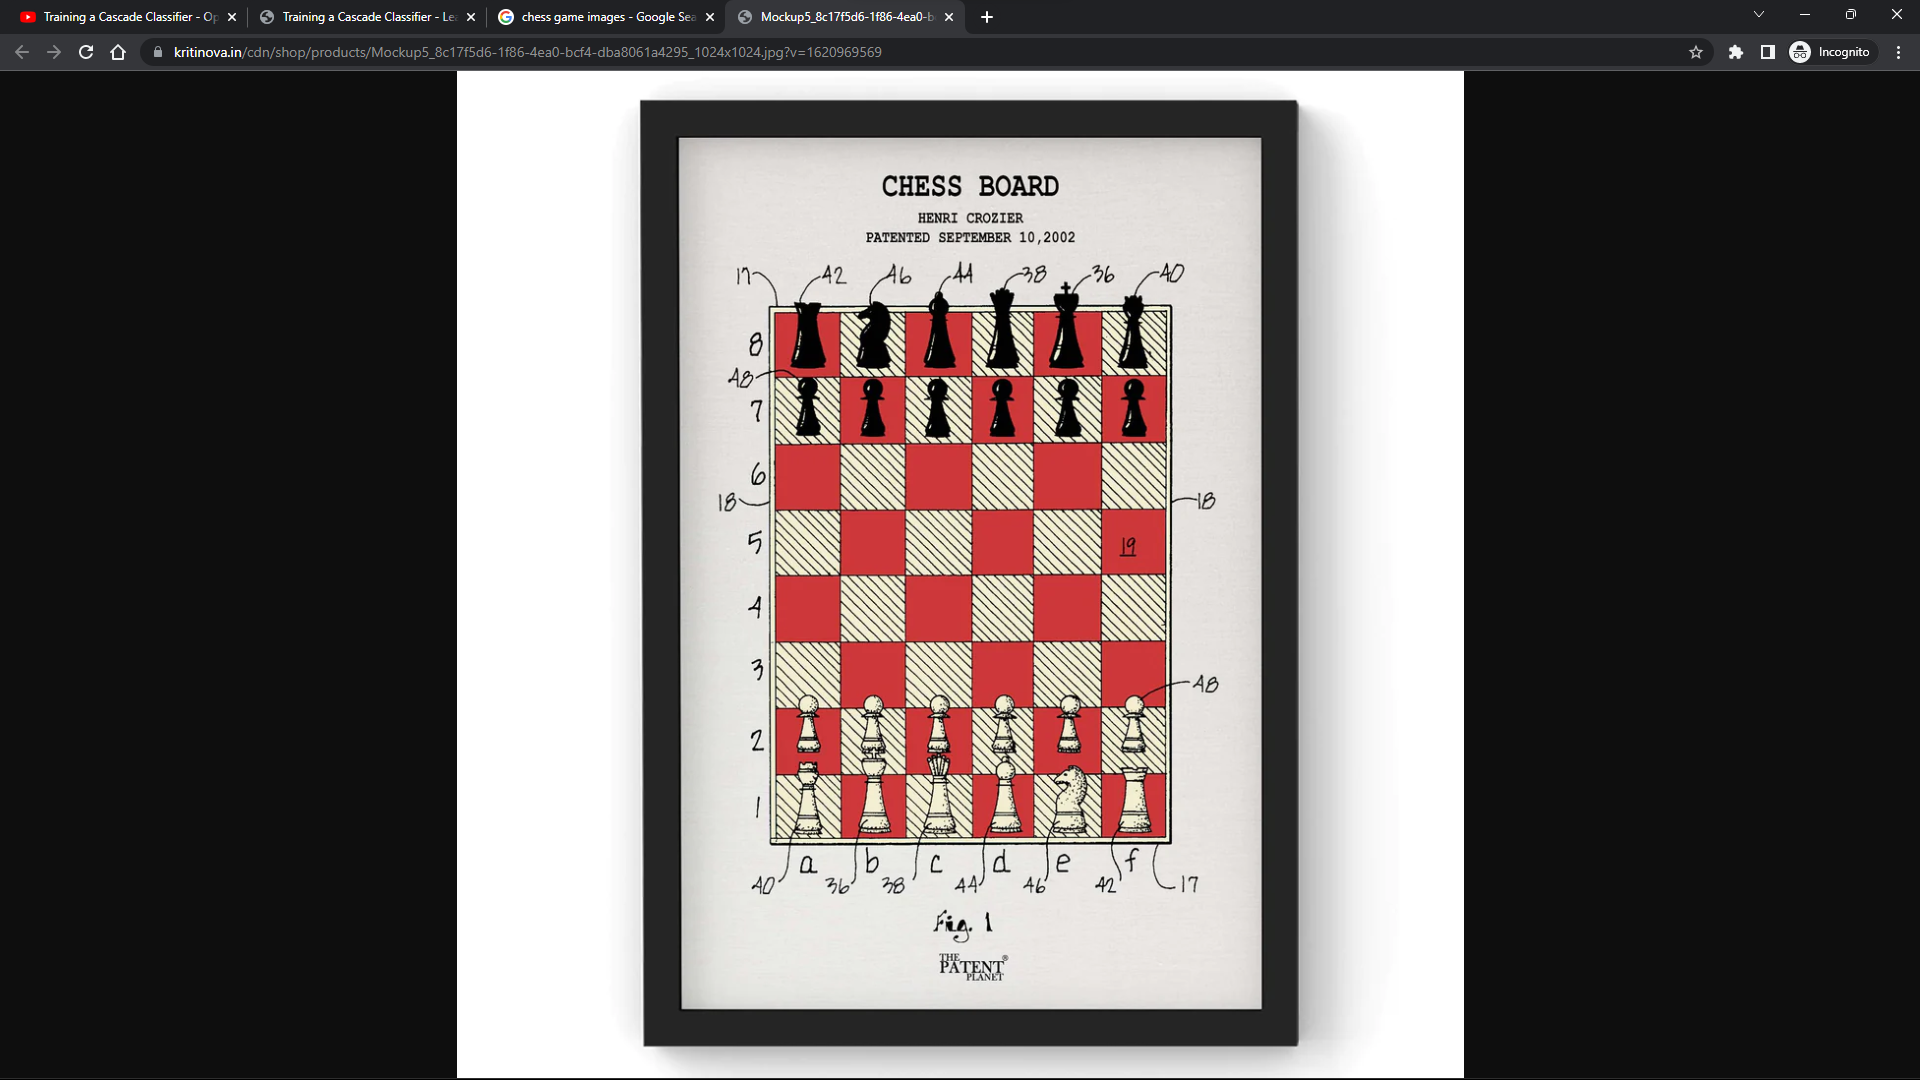 Training a Cascade Classifier - Op
Training a Cascade Classifier - Le
chess game images - Google Sea
Mockup5_8c17f5d6-1f86-4ea0-b
kritinova.in/cdn/shop/products/Mockup5_8c17f5d6-1f86-4ea0-bcf4-dba8061a4295_1024x1024.jpg?v=1620969569
Incognito
CHESS BOARD
HENRI CROZIER
PATENTED SEPTEMBER 10,2002
17 42 46 44 38 36 40
8
48
7
6
18 18
5 19
4
3
48
2
1
a b c d e f
40 36 38 44 46 42 17
Fig. 1
THE
PATENT®
PLANET